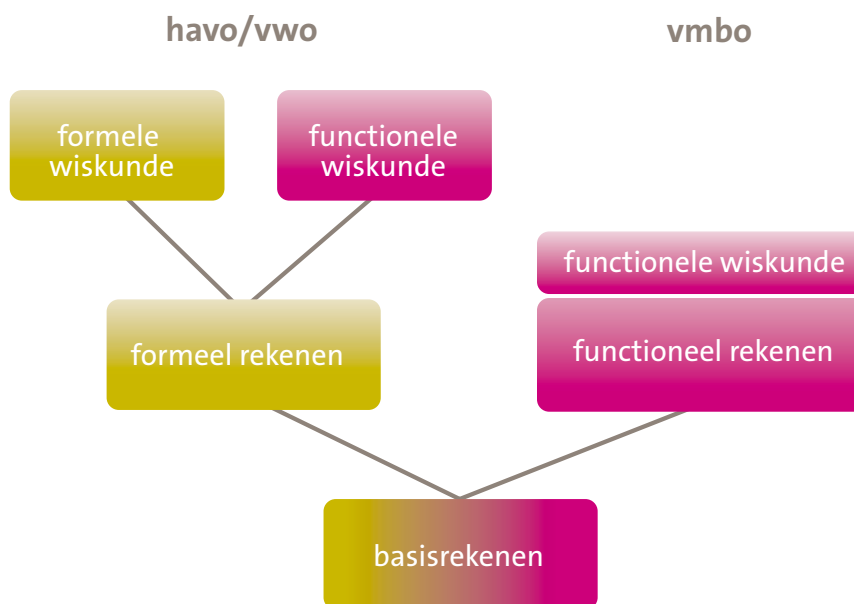 havo/vwo
vmbo
formele
wiskunde
functionele
wiskunde
functionele wiskunde
formeel rekenen
functioneel rekenen
basisrekenen